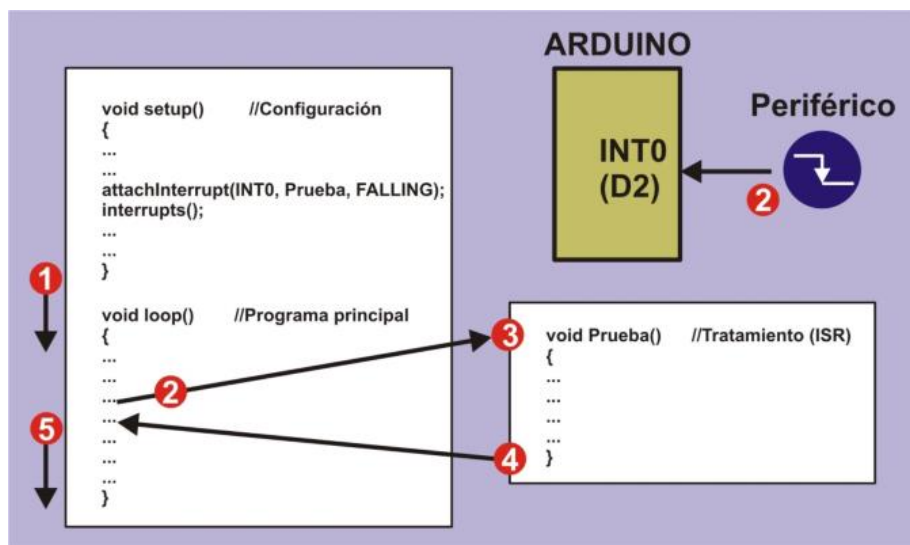 void setup() //Configuración
{
...
...
attachInterrupt(INT0, Prueba, FALLING);
interrupts();
...
...
}
1
void loop() //Programa principal
{
...
...
... 2
...
5
...
...
...
}
ARDUINO
INT0
(D2)
Periférico
2
3
void Prueba() //Tratamiento (ISR)
{
...
...
...
...
4 }